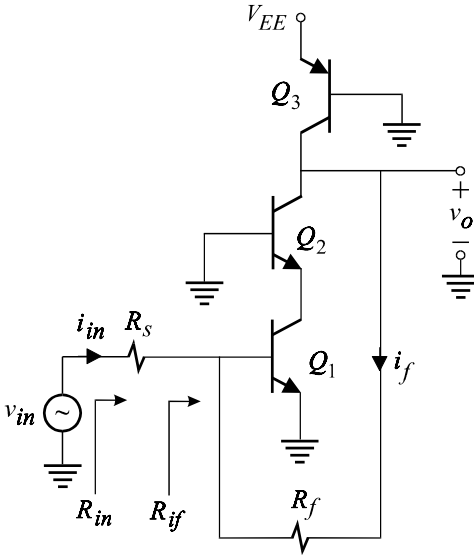 V_EE
Q_3
+
v_o
−
Q_2
i_in
R_s
Q_1
i_f
v_in
~
R_in
R_if
R_f